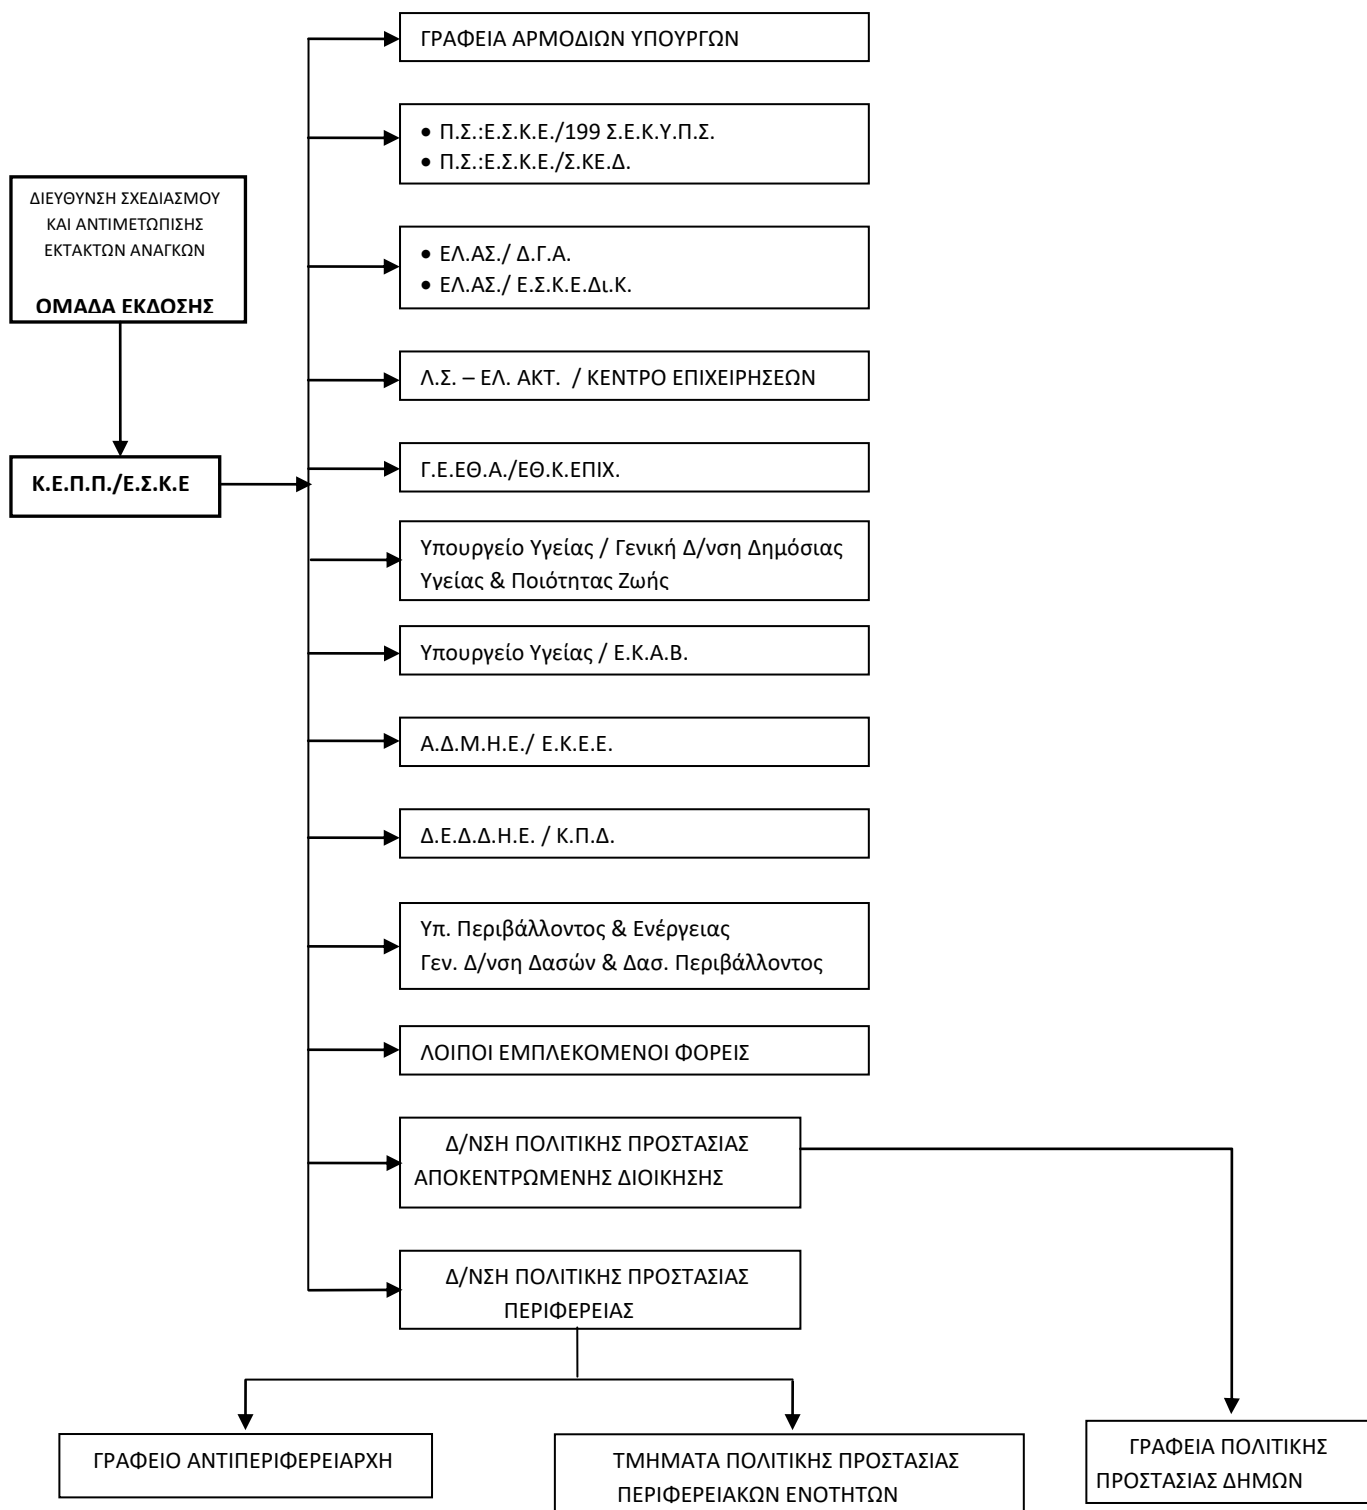 ΓΡΑΦΕΙΑ ΑΡΜΟΔΙΩΝ ΥΠΟΥΡΓΩΝ
• Π.Σ.:Ε.Σ.Κ.Ε./199 Σ.Ε.Κ.Υ.Π.Σ.
• Π.Σ.:Ε.Σ.Κ.Ε./Σ.ΚΕ.Δ.
ΔΙΕΥΘΥΝΣΗ ΣΧΕΔΙΑΣΜΟΥ
ΚΑΙ ΑΝΤΙΜΕΤΩΠΙΣΗΣ
ΕΚΤΑΚΤΩΝ ΑΝΑΓΚΩΝ
ΟΜΑΔΑ ΕΚΔΟΣΗΣ
• ΕΛ.ΑΣ./ Δ.Γ.Α.
• ΕΛ.ΑΣ./ Ε.Σ.Κ.Ε.Δι.Κ.
Λ.Σ. – ΕΛ. ΑΚΤ. / ΚΕΝΤΡΟ ΕΠΙΧΕΙΡΗΣΕΩΝ
Κ.Ε.Π.Π./Ε.Σ.Κ.Ε
Γ.Ε.ΕΘ.Α./ΕΘ.Κ.ΕΠΙΧ.
Υπουργείο Υγείας / Γενική Δ/νση Δημόσιας
Υγείας & Ποιότητας Ζωής
Υπουργείο Υγείας / Ε.Κ.Α.Β.
Α.Δ.Μ.Η.Ε./ Ε.Κ.Ε.Ε.
Δ.Ε.Δ.Δ.Η.Ε. / Κ.Π.Δ.
Υπ. Περιβάλλοντος & Ενέργειας
Γεν. Δ/νση Δασών & Δασ. Περιβάλλοντος
ΛΟΙΠΟΙ ΕΜΠΛΕΚΟΜΕΝΟΙ ΦΟΡΕΙΣ
Δ/ΝΣΗ ΠΟΛΙΤΙΚΗΣ ΠΡΟΣΤΑΣΙΑΣ
ΑΠΟΚΕΝΤΡΩΜΕΝΗΣ ΔΙΟΙΚΗΣΗΣ
Δ/ΝΣΗ ΠΟΛΙΤΙΚΗΣ ΠΡΟΣΤΑΣΙΑΣ
ΠΕΡΙΦΕΡΕΙΑΣ
ΓΡΑΦΕΙΟ ΑΝΤΙΠΕΡΙΦΕΡΕΙΑΡΧΗ
ΤΜΗΜΑΤΑ ΠΟΛΙΤΙΚΗΣ ΠΡΟΣΤΑΣΙΑΣ
ΠΕΡΙΦΕΡΕΙΑΚΩΝ ΕΝΟΤΗΤΩΝ
ΓΡΑΦΕΙΑ ΠΟΛΙΤΙΚΗΣ
ΠΡΟΣΤΑΣΙΑΣ ΔΗΜΩΝ